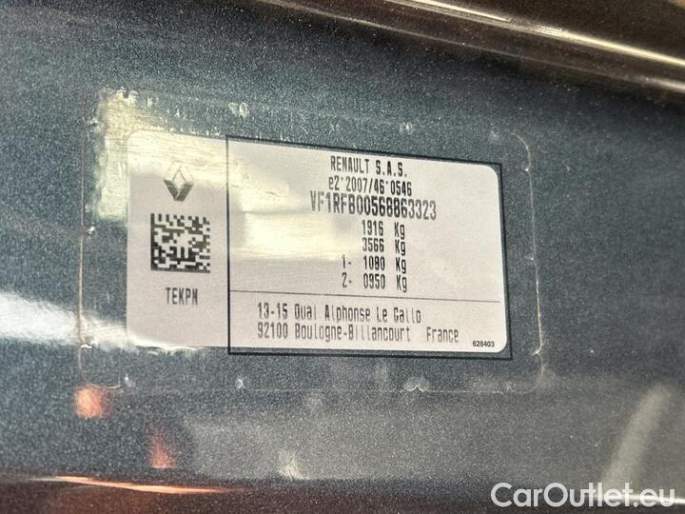 RENAULT S.A.S.
e2*2007/46*0546
VF1RFB00568863323
1916 Kg
3566 Kg
1- 1080 Kg
2- 0950 Kg
TEKPN
13-15 Quai Alphonse Le Gallo
92100 Boulogne-Billancourt France
628403
CarOutlet.eu